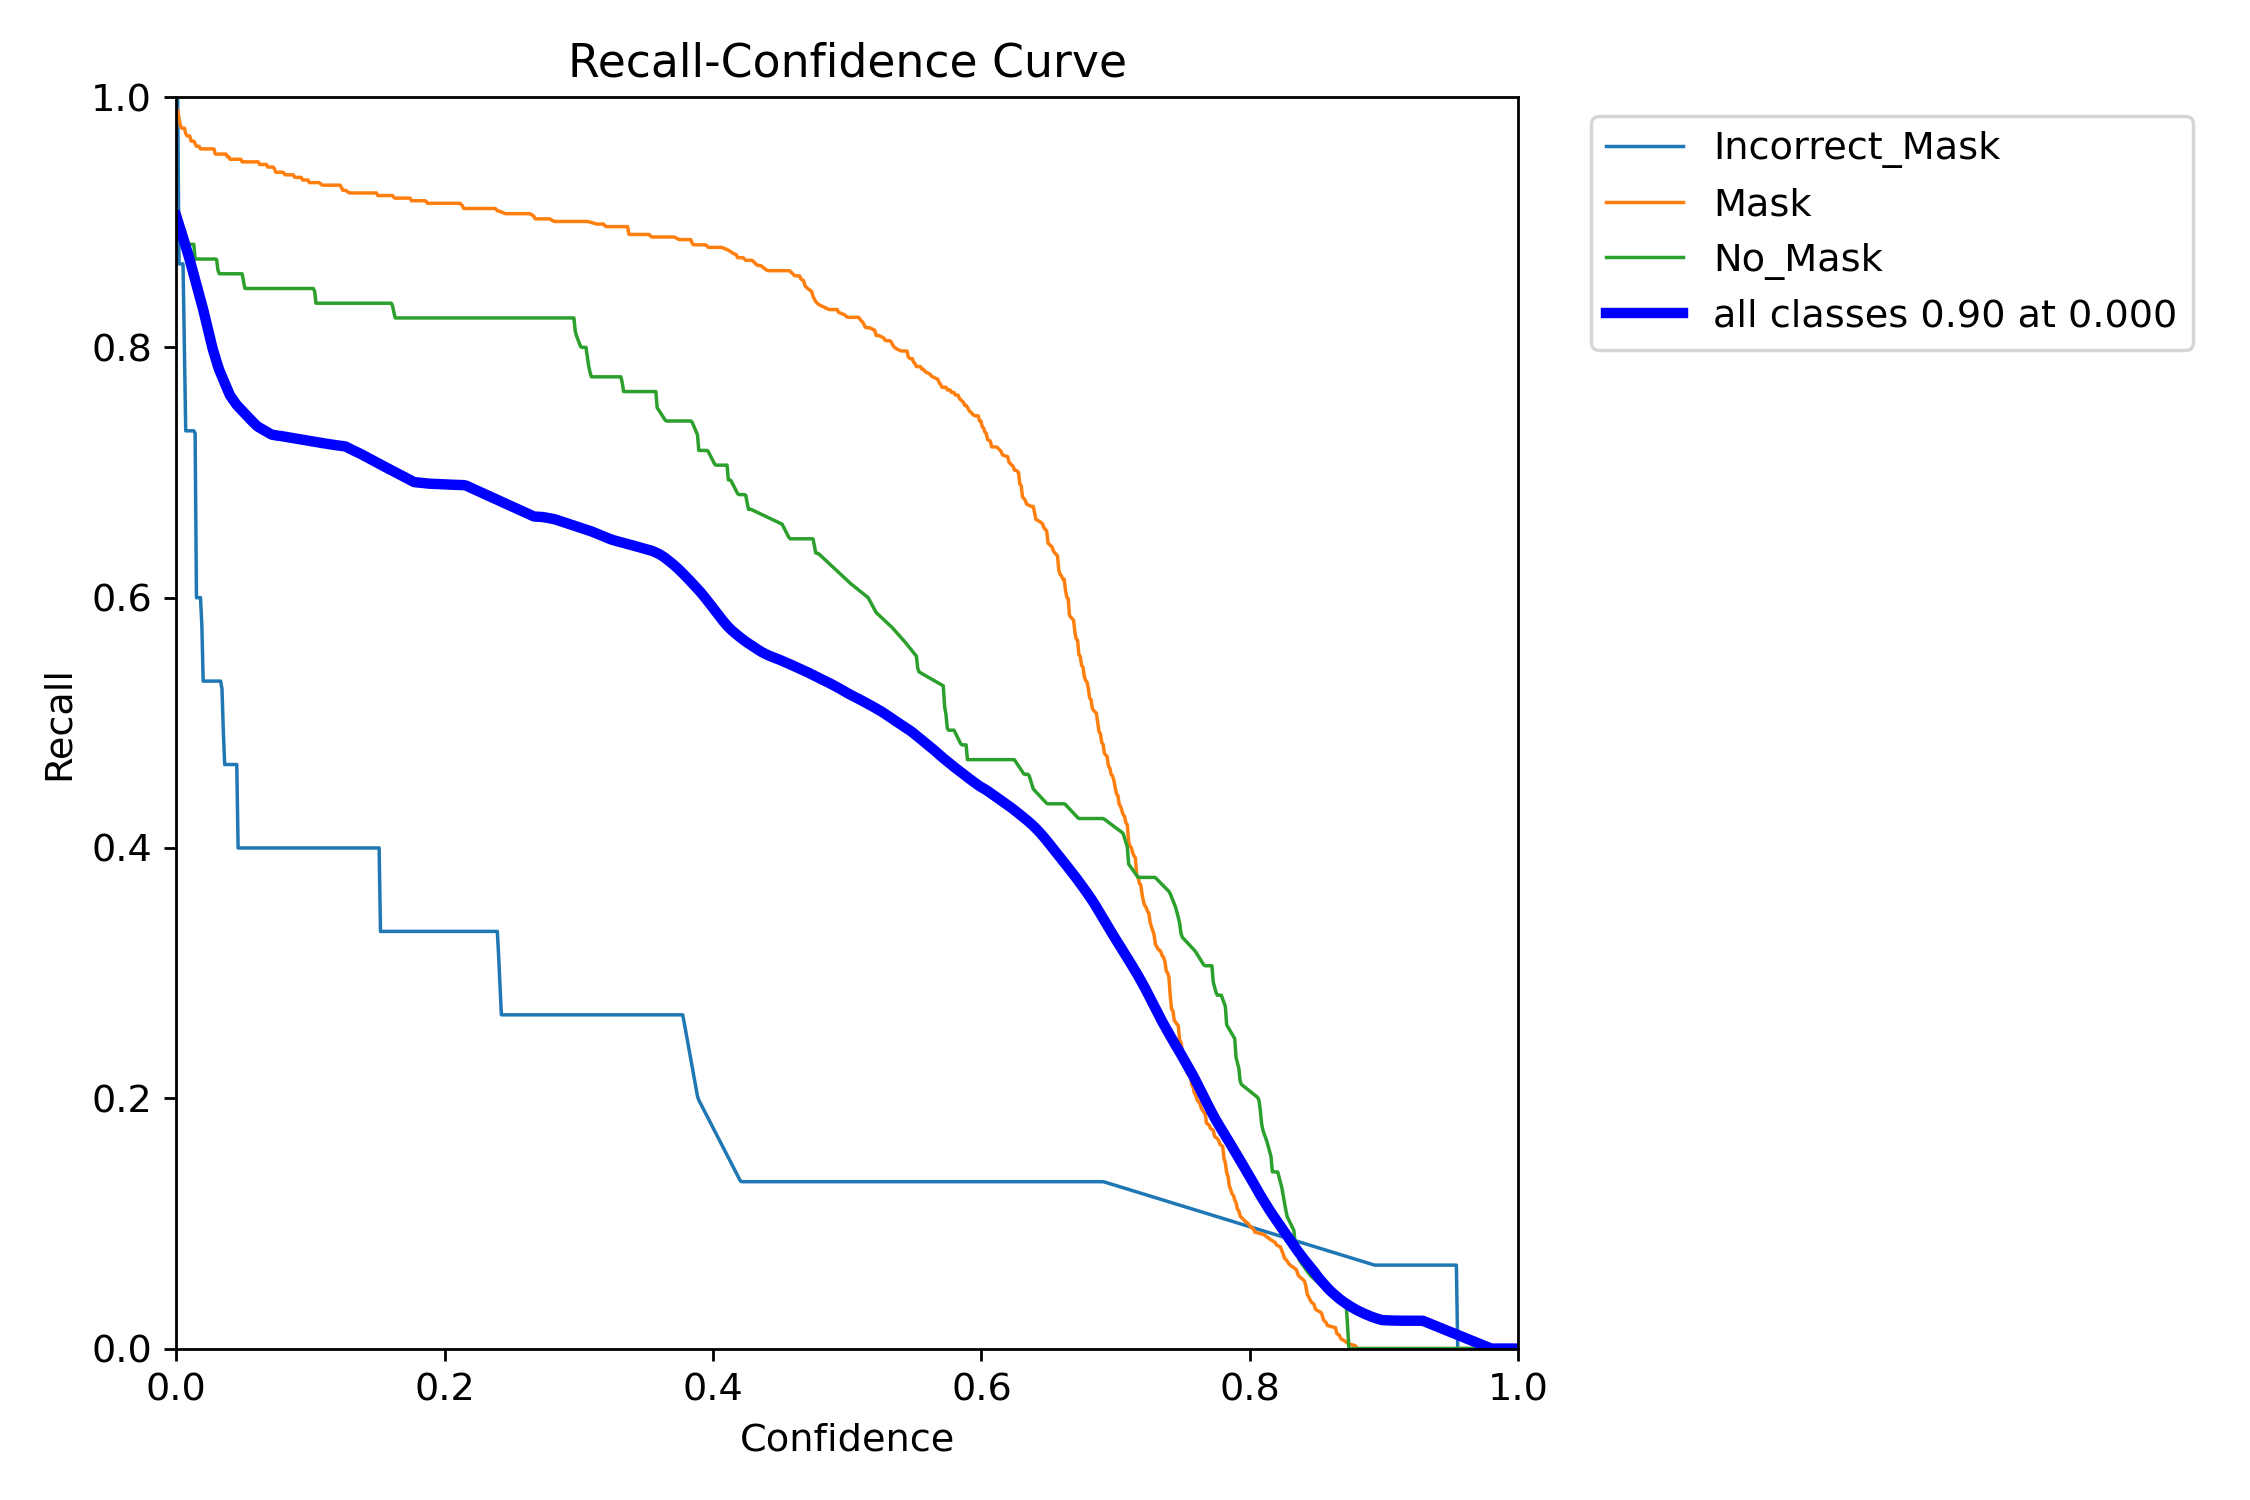 Recall-Confidence Curve
1.0
0.8
0.6
0.4
0.2
0.0
Recall
0.0 0.2 0.4 0.6 0.8 1.0
Confidence
Incorrect_Mask
Mask
No_Mask
all classes 0.90 at 0.000